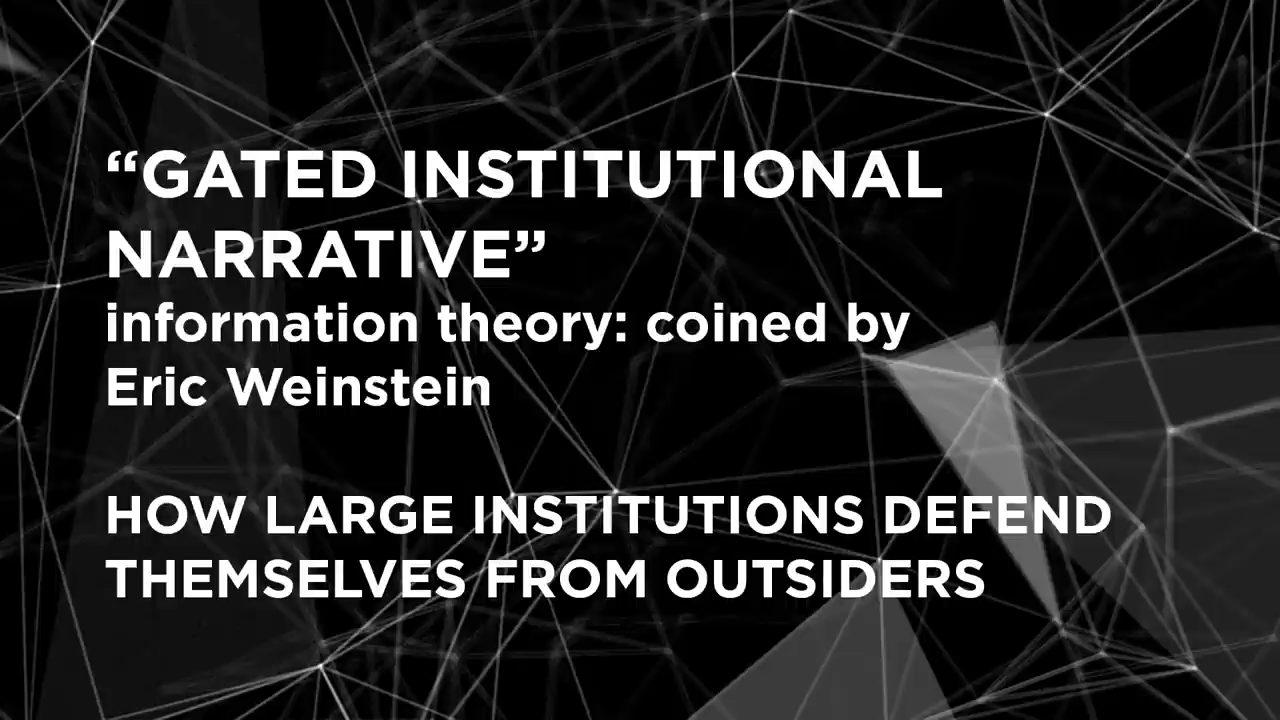 “GATED INSTITUTIONAL
NARRATIVE”
information theory: coined by
Eric Weinstein
HOW LARGE INSTITUTIONS DEFEND
THEMSELVES FROM OUTSIDERS